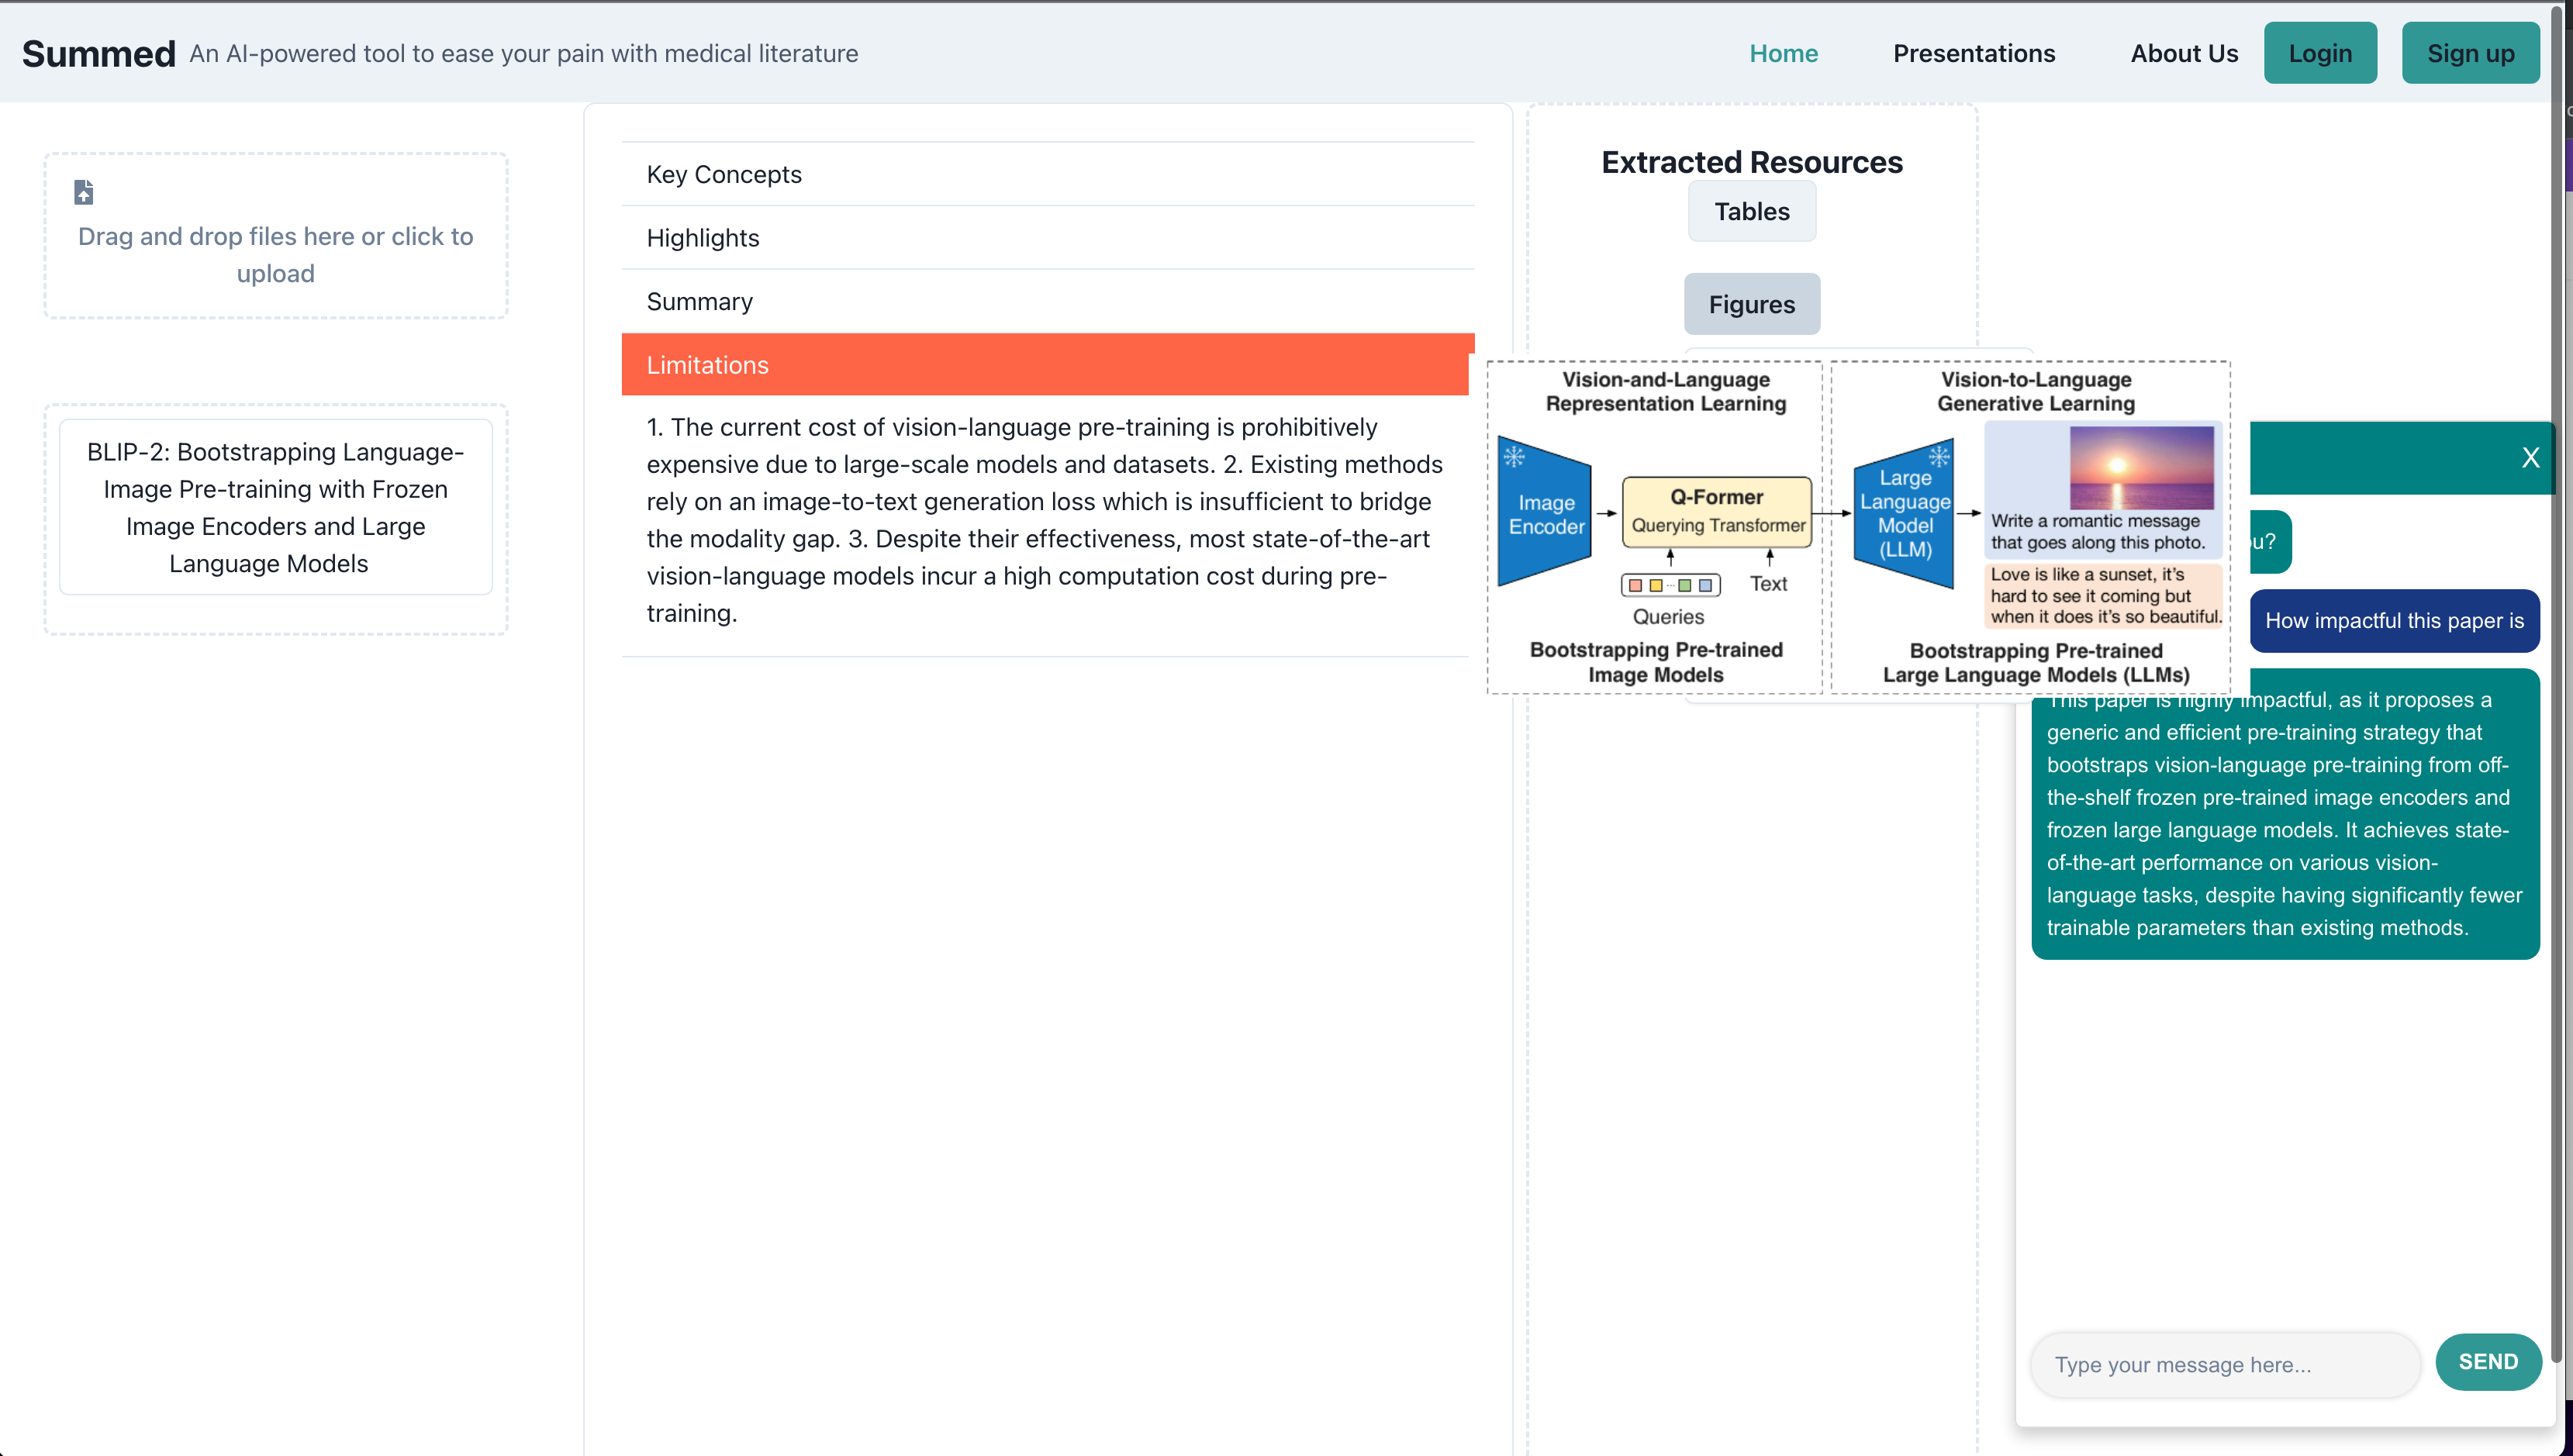 Summed An AI-powered tool to ease your pain with medical literature
Home Presentations About Us Login Sign up
Drag and drop files here or click to
upload
BLIP-2: Bootstrapping Language-
Image Pre-training with Frozen
Image Encoders and Large
Language Models
Key Concepts
Highlights
Summary
Limitations
1. The current cost of vision-language pre-training is prohibitively
expensive due to large-scale models and datasets. 2. Existing methods
rely on an image-to-text generation loss which is insufficient to bridge
the modality gap. 3. Despite their effectiveness, most state-of-the-art
vision-language models incur a high computation cost during pre-
training.
Extracted Resources
Tables
Figures
Vision-and-Language
Representation Learning
Image
Encoder
Q-Former
Querying Transformer
Queries
Text
Bootstrapping Pre-trained
Image Models
Vision-to-Language
Generative Learning
Large
Language
Model
(LLM)
Write a romantic message
that goes along this photo.
Love is like a sunset, it's
hard to see it coming but
when it does it's so beautiful.
Bootstrapping Pre-trained
Large Language Models (LLMs)
X
How impactful this paper is
This paper is highly impactful, as it proposes a
generic and efficient pre-training strategy that
bootstraps vision-language pre-training from off-
the-shelf frozen pre-trained image encoders and
frozen large language models. It achieves state-
of-the-art performance on various vision-
language tasks, despite having significantly fewer
trainable parameters than existing methods.
Type your message here...
SEND